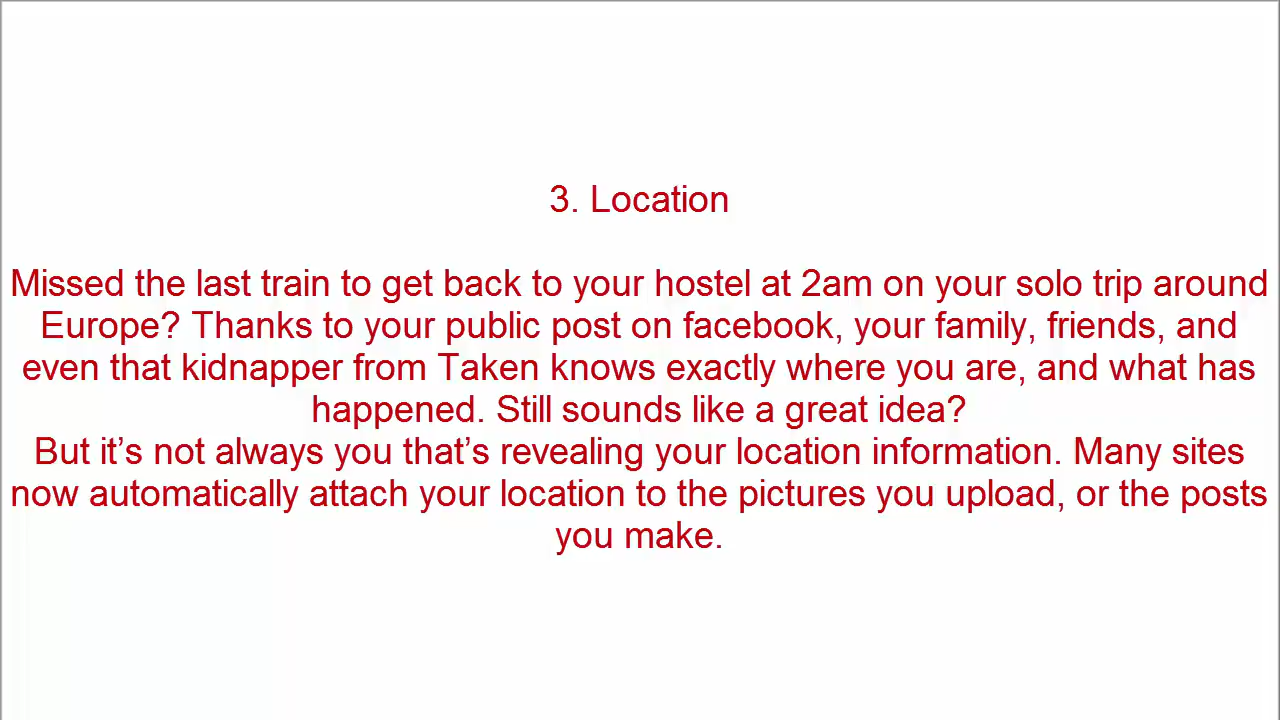 3. Location
Missed the last train to get back to your hostel at 2am on your solo trip around
Europe? Thanks to your public post on facebook, your family, friends, and
even that kidnapper from Taken knows exactly where you are, and what has
happened. Still sounds like a great idea?
But it’s not always you that’s revealing your location information. Many sites
now automatically attach your location to the pictures you upload, or the posts
you make.